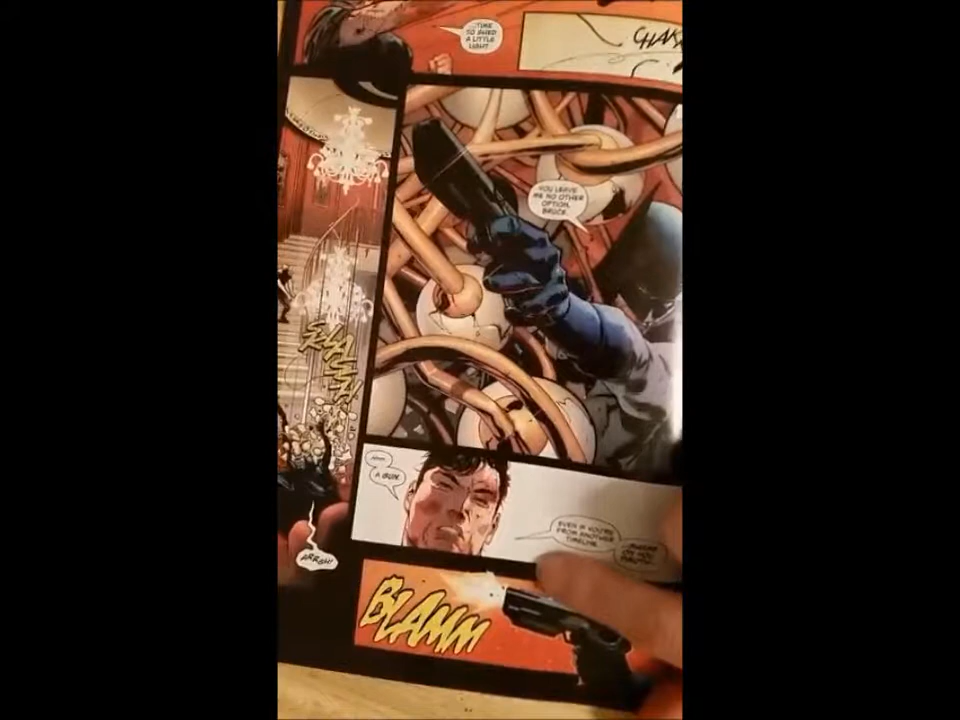 ...TIME
TO SHED
A LITTLE
LIGHT.
YOU LEAVE
ME NO OTHER
OPTION,
BRUCE.
ARRGH!
A GUN.
EVEN IF YOU'RE
FROM ANOTHER
TIMELINE...
BLAMM